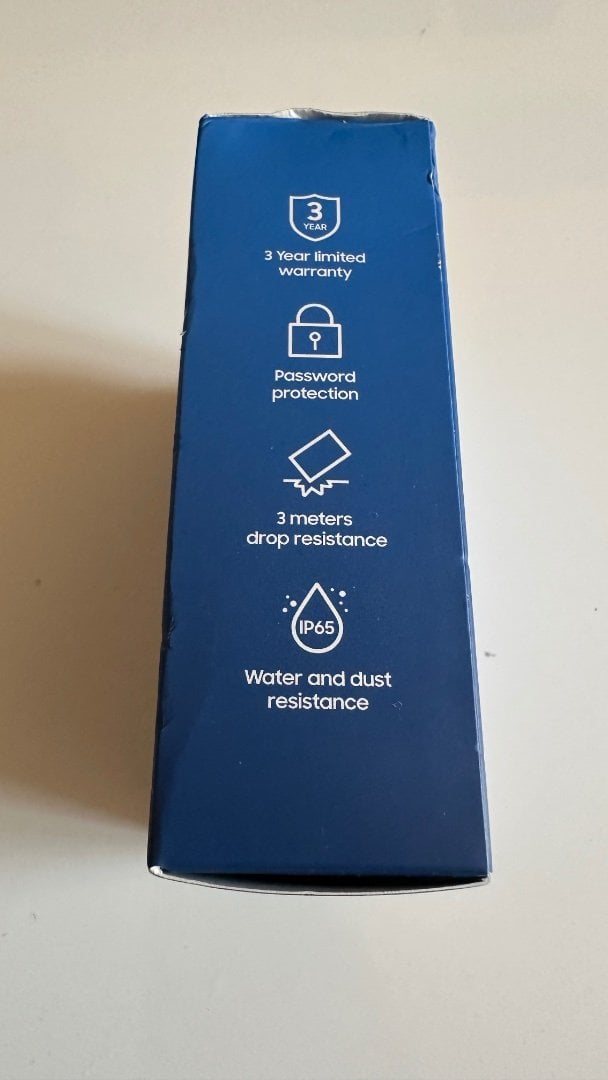 3
YEAR
3 Year limited
warranty
Password
protection
3 meters
drop resistance
IP65
Water and dust
resistance